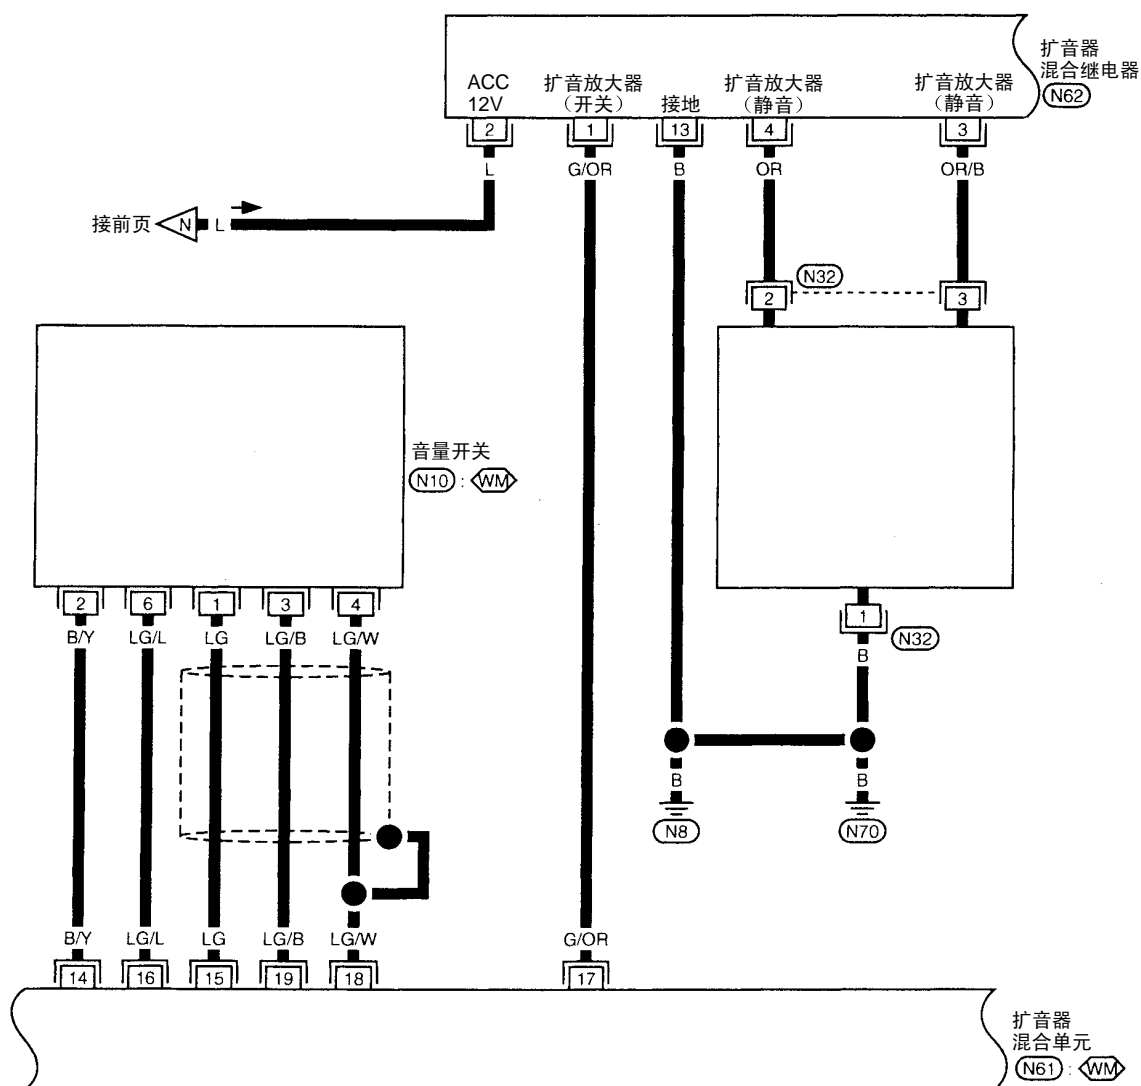 扩音器
混合继电器
N62
ACC
12V
扩音放大器
（开关）
接地
扩音放大器
（静音）
扩音放大器
（静音）
2
1
13
4
3
L
G/OR
B
OR
OR/B
接前页
N
L
N32
2
3
音量开关
N10 : WM
2
6
1
3
4
1
N32
B/Y
LG/L
LG
LG/B
LG/W
B
B
B
N8
N70
B/Y
LG/L
LG
LG/B
LG/W
G/OR
14
16
15
19
18
17
扩音器
混合单元
N61 : WM